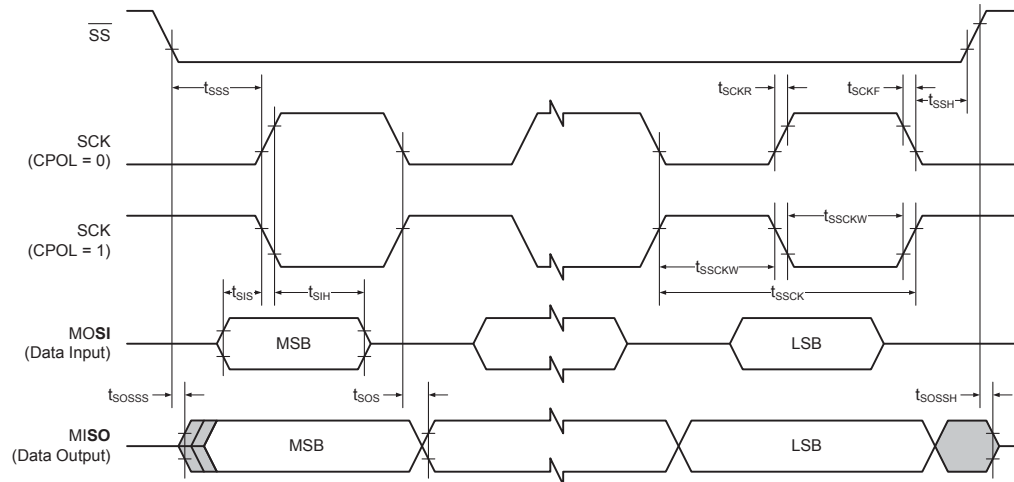 SS
tSSS
tSCKR
tSCKF
tSSH
SCK
(CPOL = 0)
SCK
(CPOL = 1)
tSSCKW
tSSCKW
tSSCK
tSIS
tSIH
MOSI
(Data Input)
MSB
LSB
tSOSSS
tSOS
tSOSSH
MISO
(Data Output)
MSB
LSB